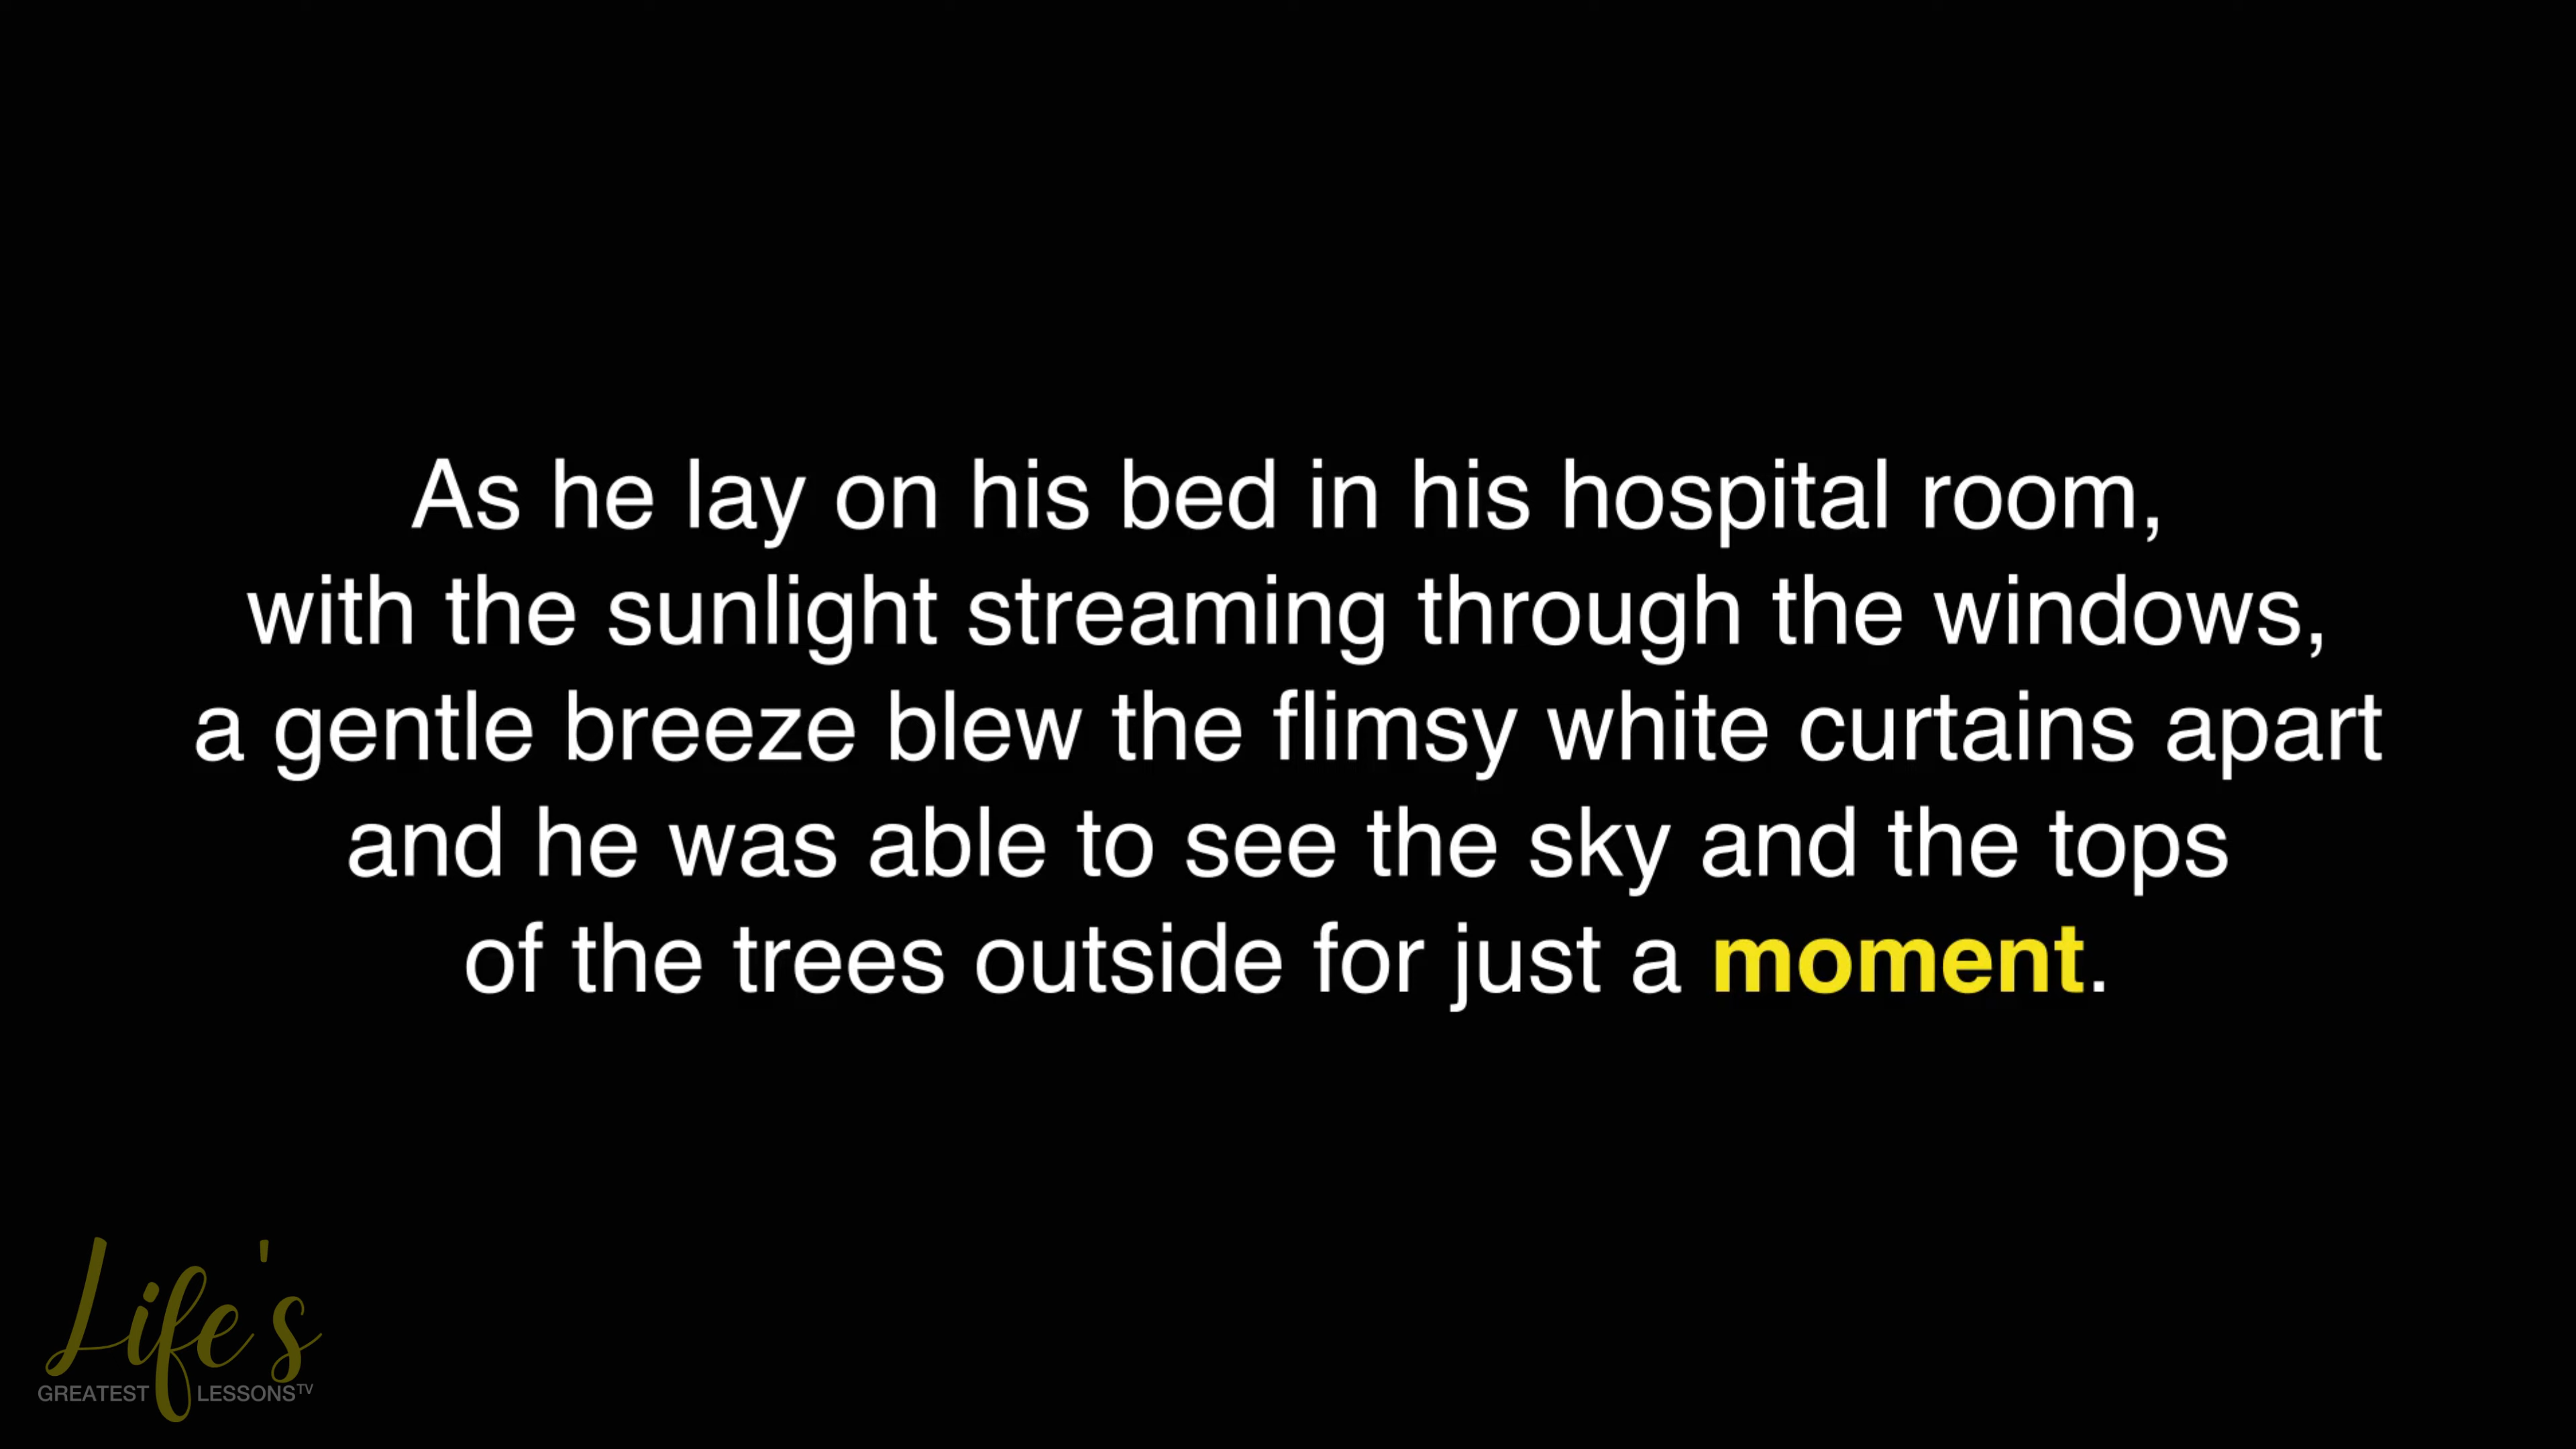 As he lay on his bed in his hospital room,
with the sunlight streaming through the windows,
a gentle breeze blew the flimsy white curtains apart
and he was able to see the sky and the tops
of the trees outside for just a moment.
Life's
GREATEST LESSONS TV